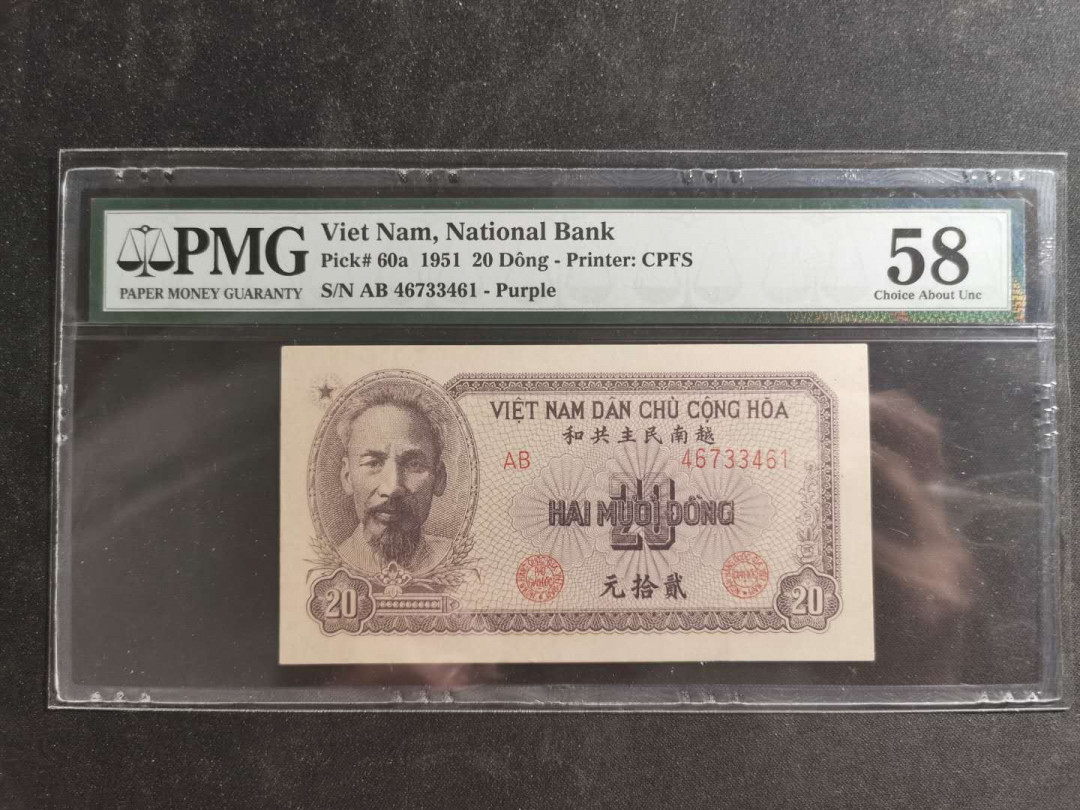 PMG
PAPER MONEY GUARANTY
Viet Nam, National Bank
Pick# 60a 1951 20 Dông - Printer: CPFS
S/N AB 46733461 - Purple
58
Choice About Unc
VIỆT NAM DÂN CHỦ CỘNG HÒA
和共主民南越
AB 46733461
20
HAI MƯƠI ĐỒNG
元拾貳
20
20